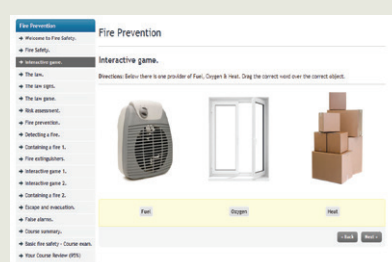 Fire Prevention
Welcome to Fire Safety.
Fire Safety.
Interactive game.
The law.
The law signs.
The law game.
Risk assessment.
Fire prevention.
Detecting a fire.
Containing a fire 1.
Fire extinguishers.
Interactive game 1.
Interactive game 2.
Containing a fire 2.
Escape and evacuation.
False alarms.
Course summary.
Basic fire safety - Course exam.
Your Course Review (85%)
Fire Prevention
Interactive game.
Directions: Below there is one provider of Fuel, Oxygen & Heat. Drag the correct word over the correct object.
Fuel
Oxygen
Heat
‹ Back
Next ›